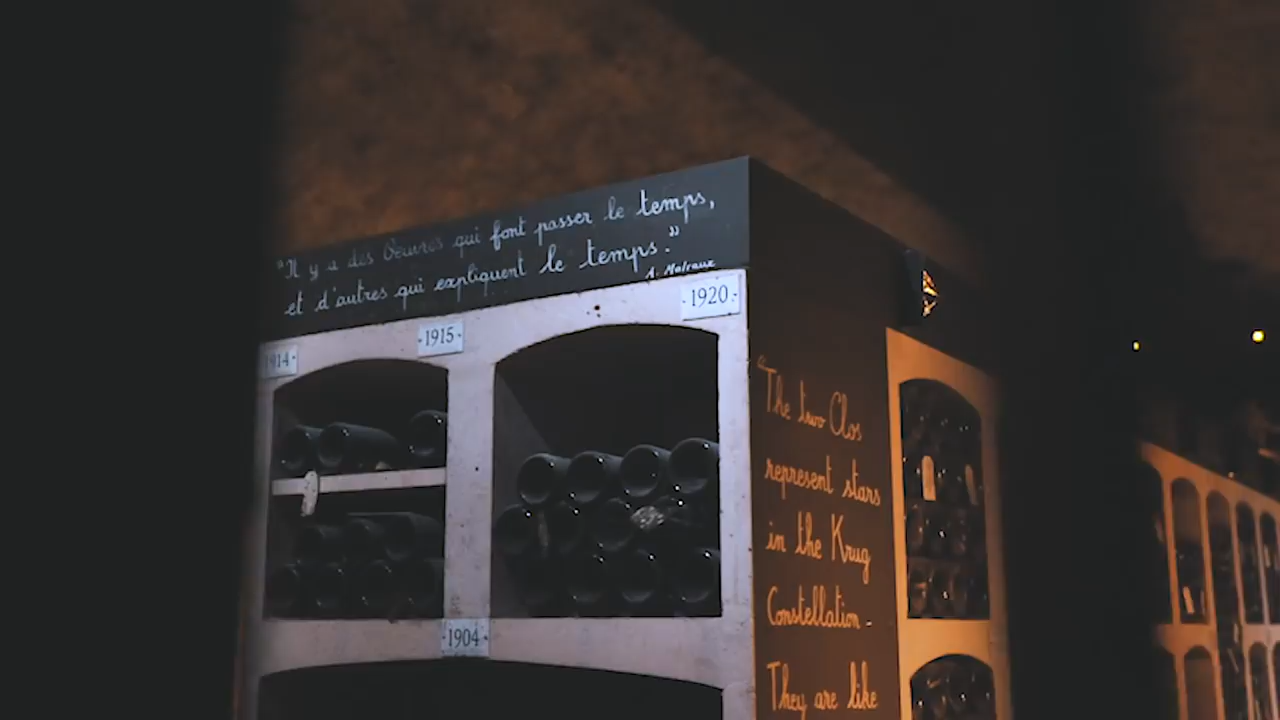 "Il y a des Oeuvres qui font passer le temps,
et d'autres qui expliquent le temps."
A. Malraux
1920
1915
1914
1904
"The two Clos
represent stars
in the Krug
Constellation -
They are like